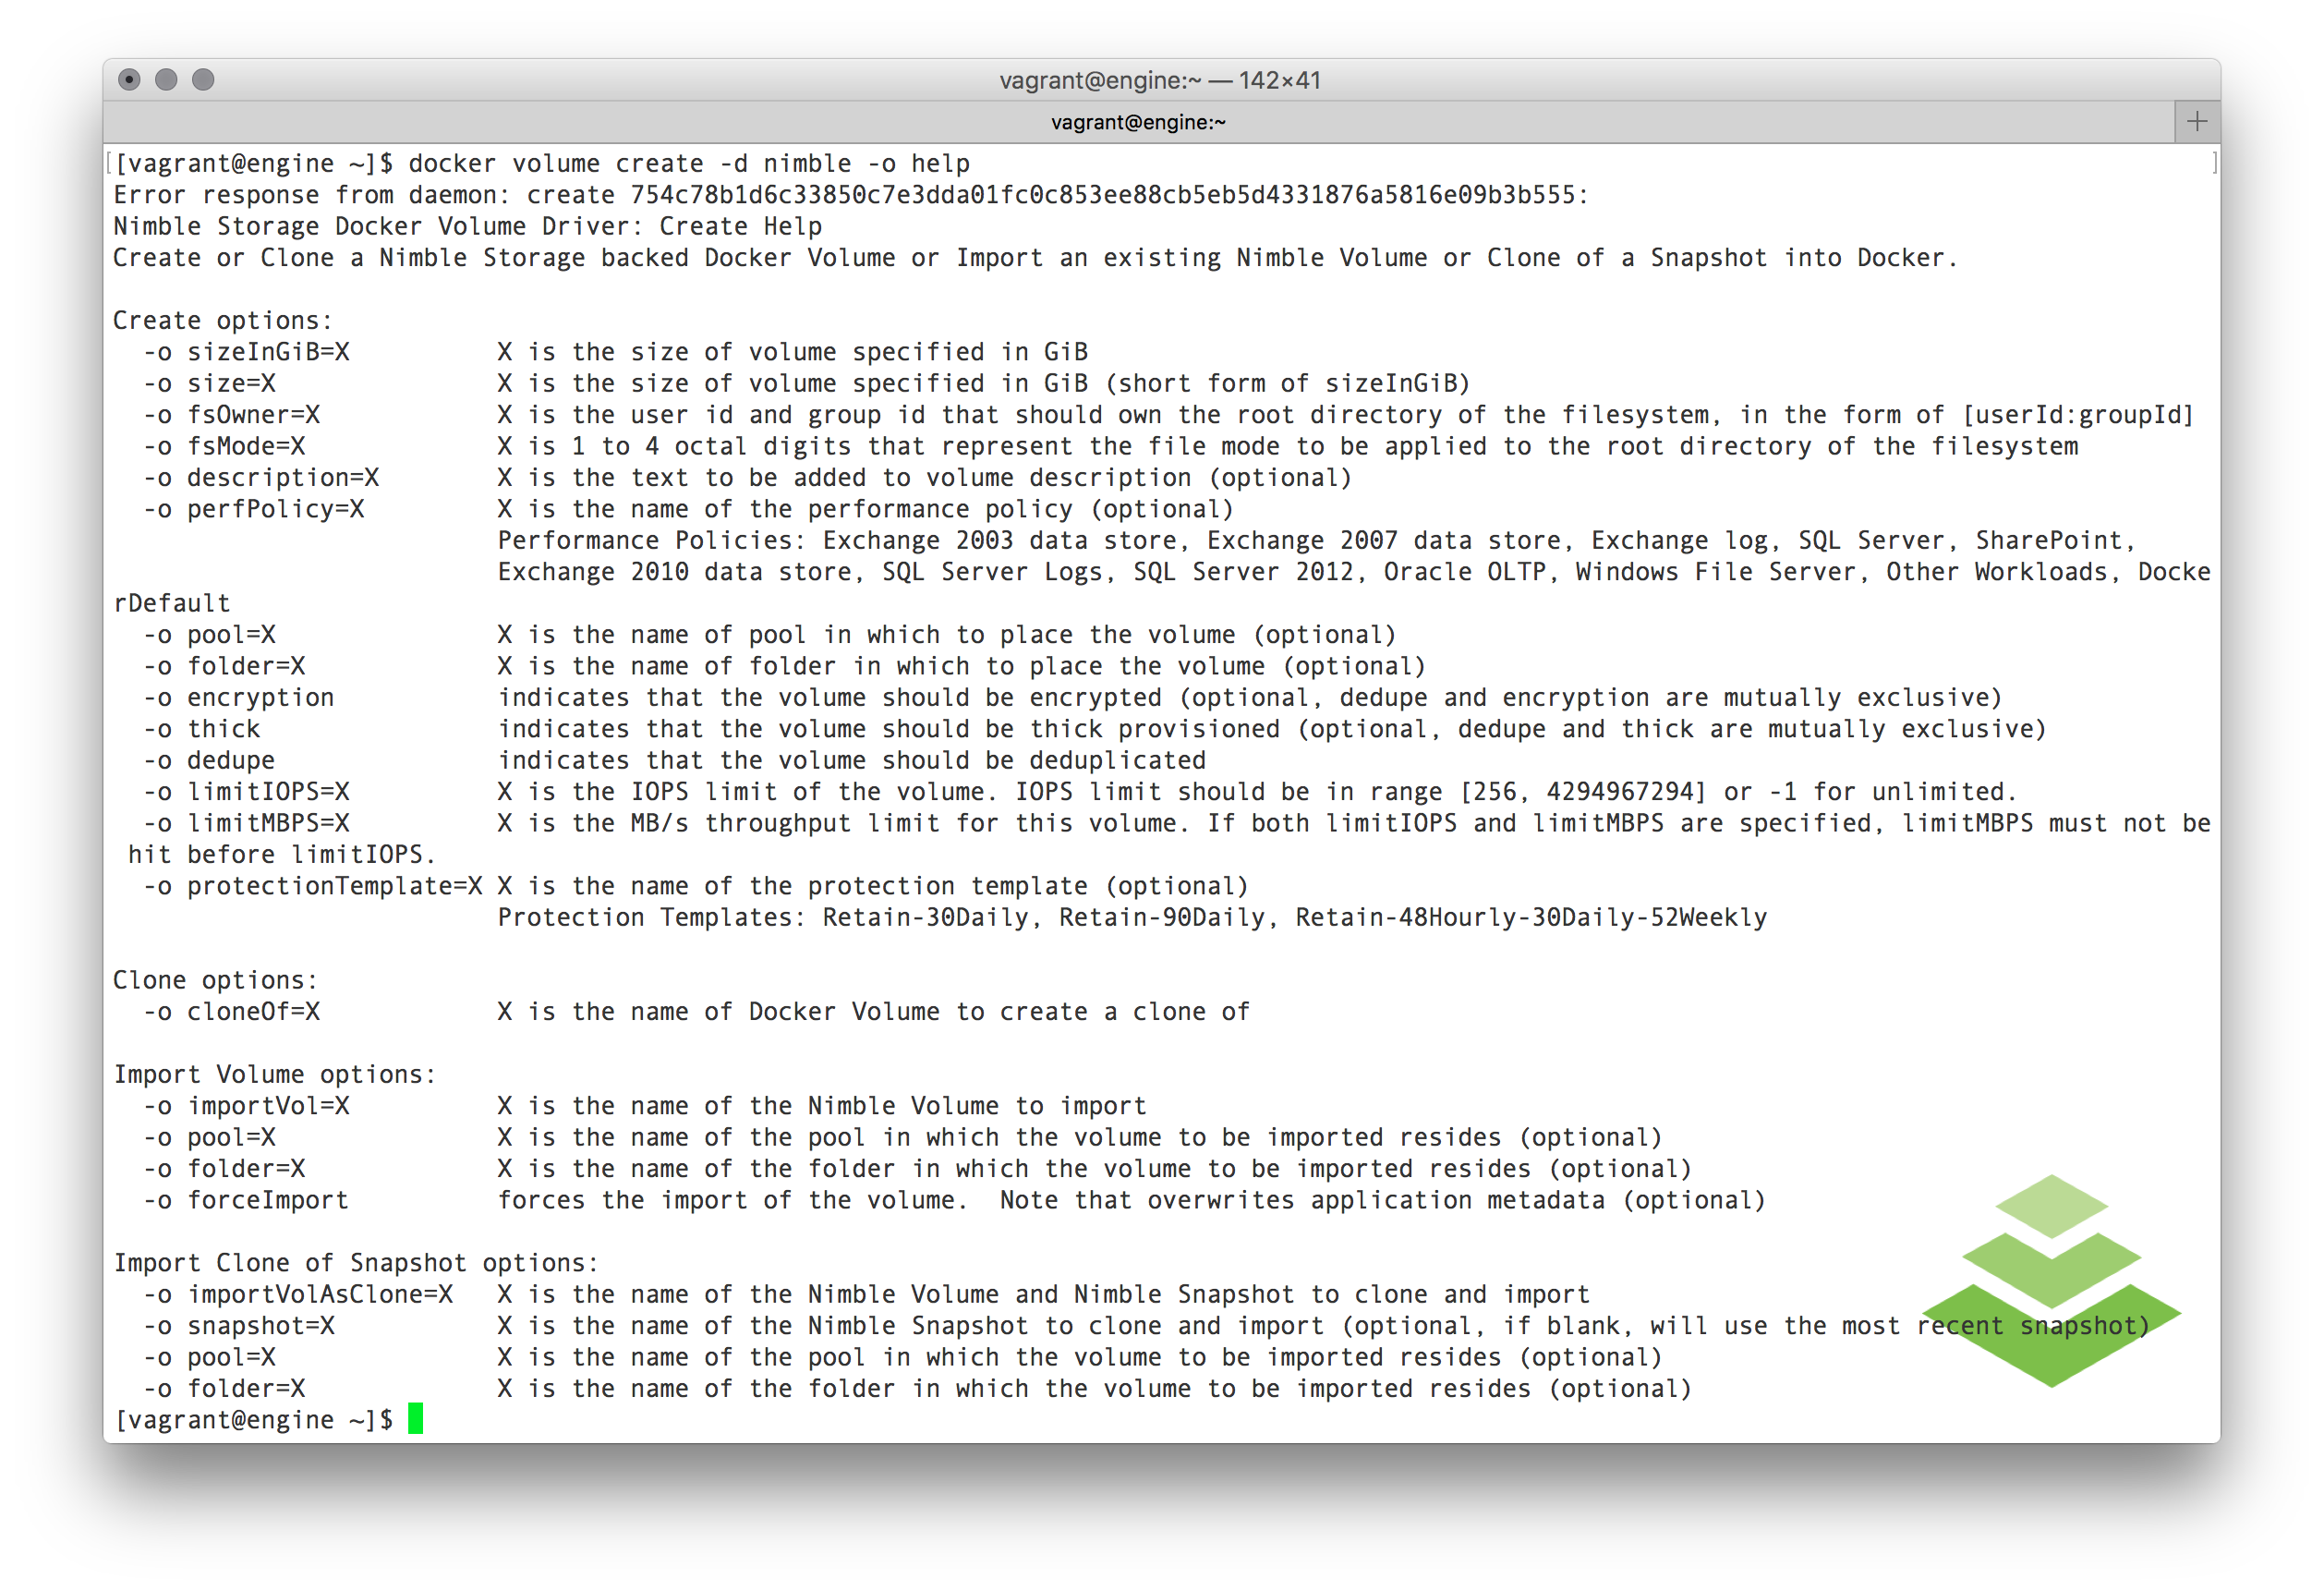 vagrant@engine:~ — 142×41
vagrant@engine:~
[[vagrant@engine ~]$ docker volume create -d nimble -o help ]
Error response from daemon: create 754c78b1d6c33850c7e3dda01fc0c853ee88cb5eb5d4331876a5816e09b3b555:
Nimble Storage Docker Volume Driver: Create Help
Create or Clone a Nimble Storage backed Docker Volume or Import an existing Nimble Volume or Clone of a Snapshot into Docker.

Create options:
  -o sizeInGiB=X          X is the size of volume specified in GiB
  -o size=X               X is the size of volume specified in GiB (short form of sizeInGiB)
  -o fsOwner=X            X is the user id and group id that should own the root directory of the filesystem, in the form of [userId:groupId]
  -o fsMode=X             X is 1 to 4 octal digits that represent the file mode to be applied to the root directory of the filesystem
  -o description=X        X is the text to be added to volume description (optional)
  -o perfPolicy=X         X is the name of the performance policy (optional)
                          Performance Policies: Exchange 2003 data store, Exchange 2007 data store, Exchange log, SQL Server, SharePoint,
                          Exchange 2010 data store, SQL Server Logs, SQL Server 2012, Oracle OLTP, Windows File Server, Other Workloads, Docke
rDefault
  -o pool=X               X is the name of pool in which to place the volume (optional)
  -o folder=X             X is the name of folder in which to place the volume (optional)
  -o encryption           indicates that the volume should be encrypted (optional, dedupe and encryption are mutually exclusive)
  -o thick                indicates that the volume should be thick provisioned (optional, dedupe and thick are mutually exclusive)
  -o dedupe               indicates that the volume should be deduplicated
  -o limitIOPS=X          X is the IOPS limit of the volume. IOPS limit should be in range [256, 4294967294] or -1 for unlimited.
  -o limitMBPS=X          X is the MB/s throughput limit for this volume. If both limitIOPS and limitMBPS are specified, limitMBPS must not be
 hit before limitIOPS.
  -o protectionTemplate=X X is the name of the protection template (optional)
                          Protection Templates: Retain-30Daily, Retain-90Daily, Retain-48Hourly-30Daily-52Weekly

Clone options:
  -o cloneOf=X            X is the name of Docker Volume to create a clone of

Import Volume options:
  -o importVol=X          X is the name of the Nimble Volume to import
  -o pool=X               X is the name of the pool in which the volume to be imported resides (optional)
  -o folder=X             X is the name of the folder in which the volume to be imported resides (optional)
  -o forceImport          forces the import of the volume.  Note that overwrites application metadata (optional)

Import Clone of Snapshot options:
  -o importVolAsClone=X   X is the name of the Nimble Volume and Nimble Snapshot to clone and import
  -o snapshot=X           X is the name of the Nimble Snapshot to clone and import (optional, if blank, will use the most recent snapshot)
  -o pool=X               X is the name of the pool in which the volume to be imported resides (optional)
  -o folder=X             X is the name of the folder in which the volume to be imported resides (optional)
[vagrant@engine ~]$